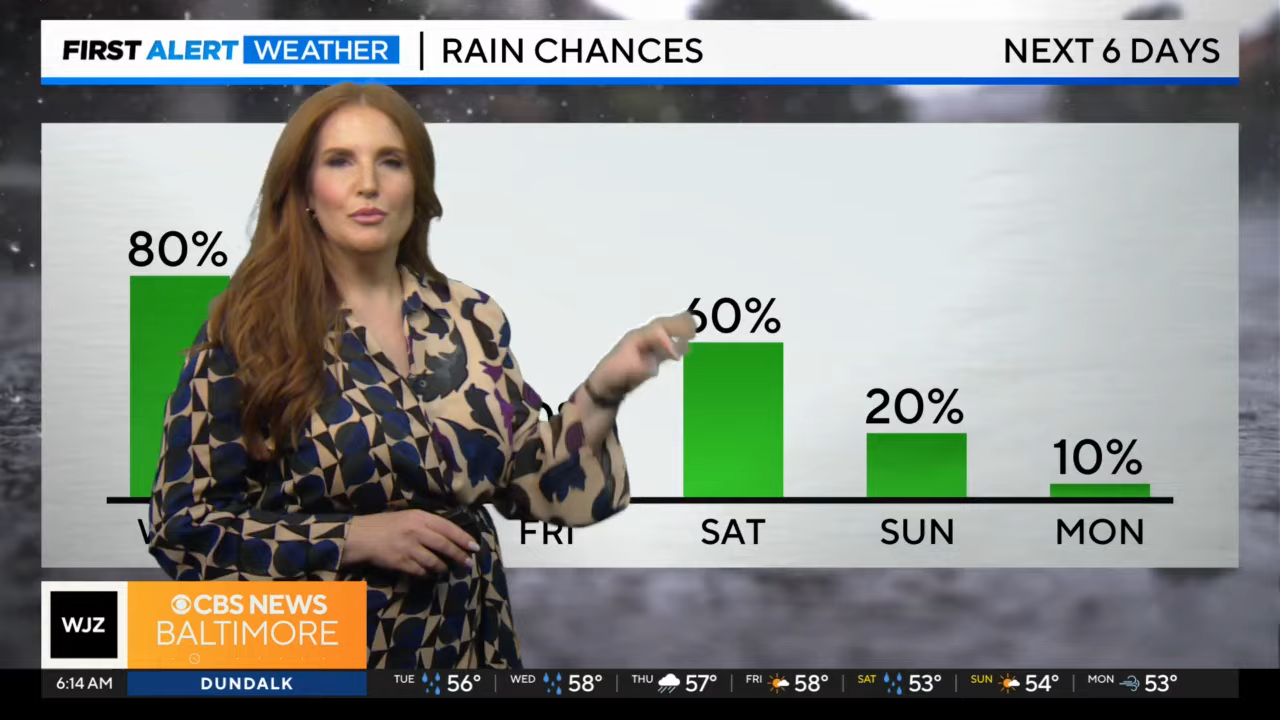 FIRST ALERT WEATHER | RAIN CHANCES NEXT 6 DAYS
80%
60%
20%
10%
FRI SAT SUN MON
WJZ
CBS NEWS
BALTIMORE
6:14 AM DUNDALK TUE 56° WED 58° THU 57° FRI 58° SAT 53° SUN 54° MON 53°